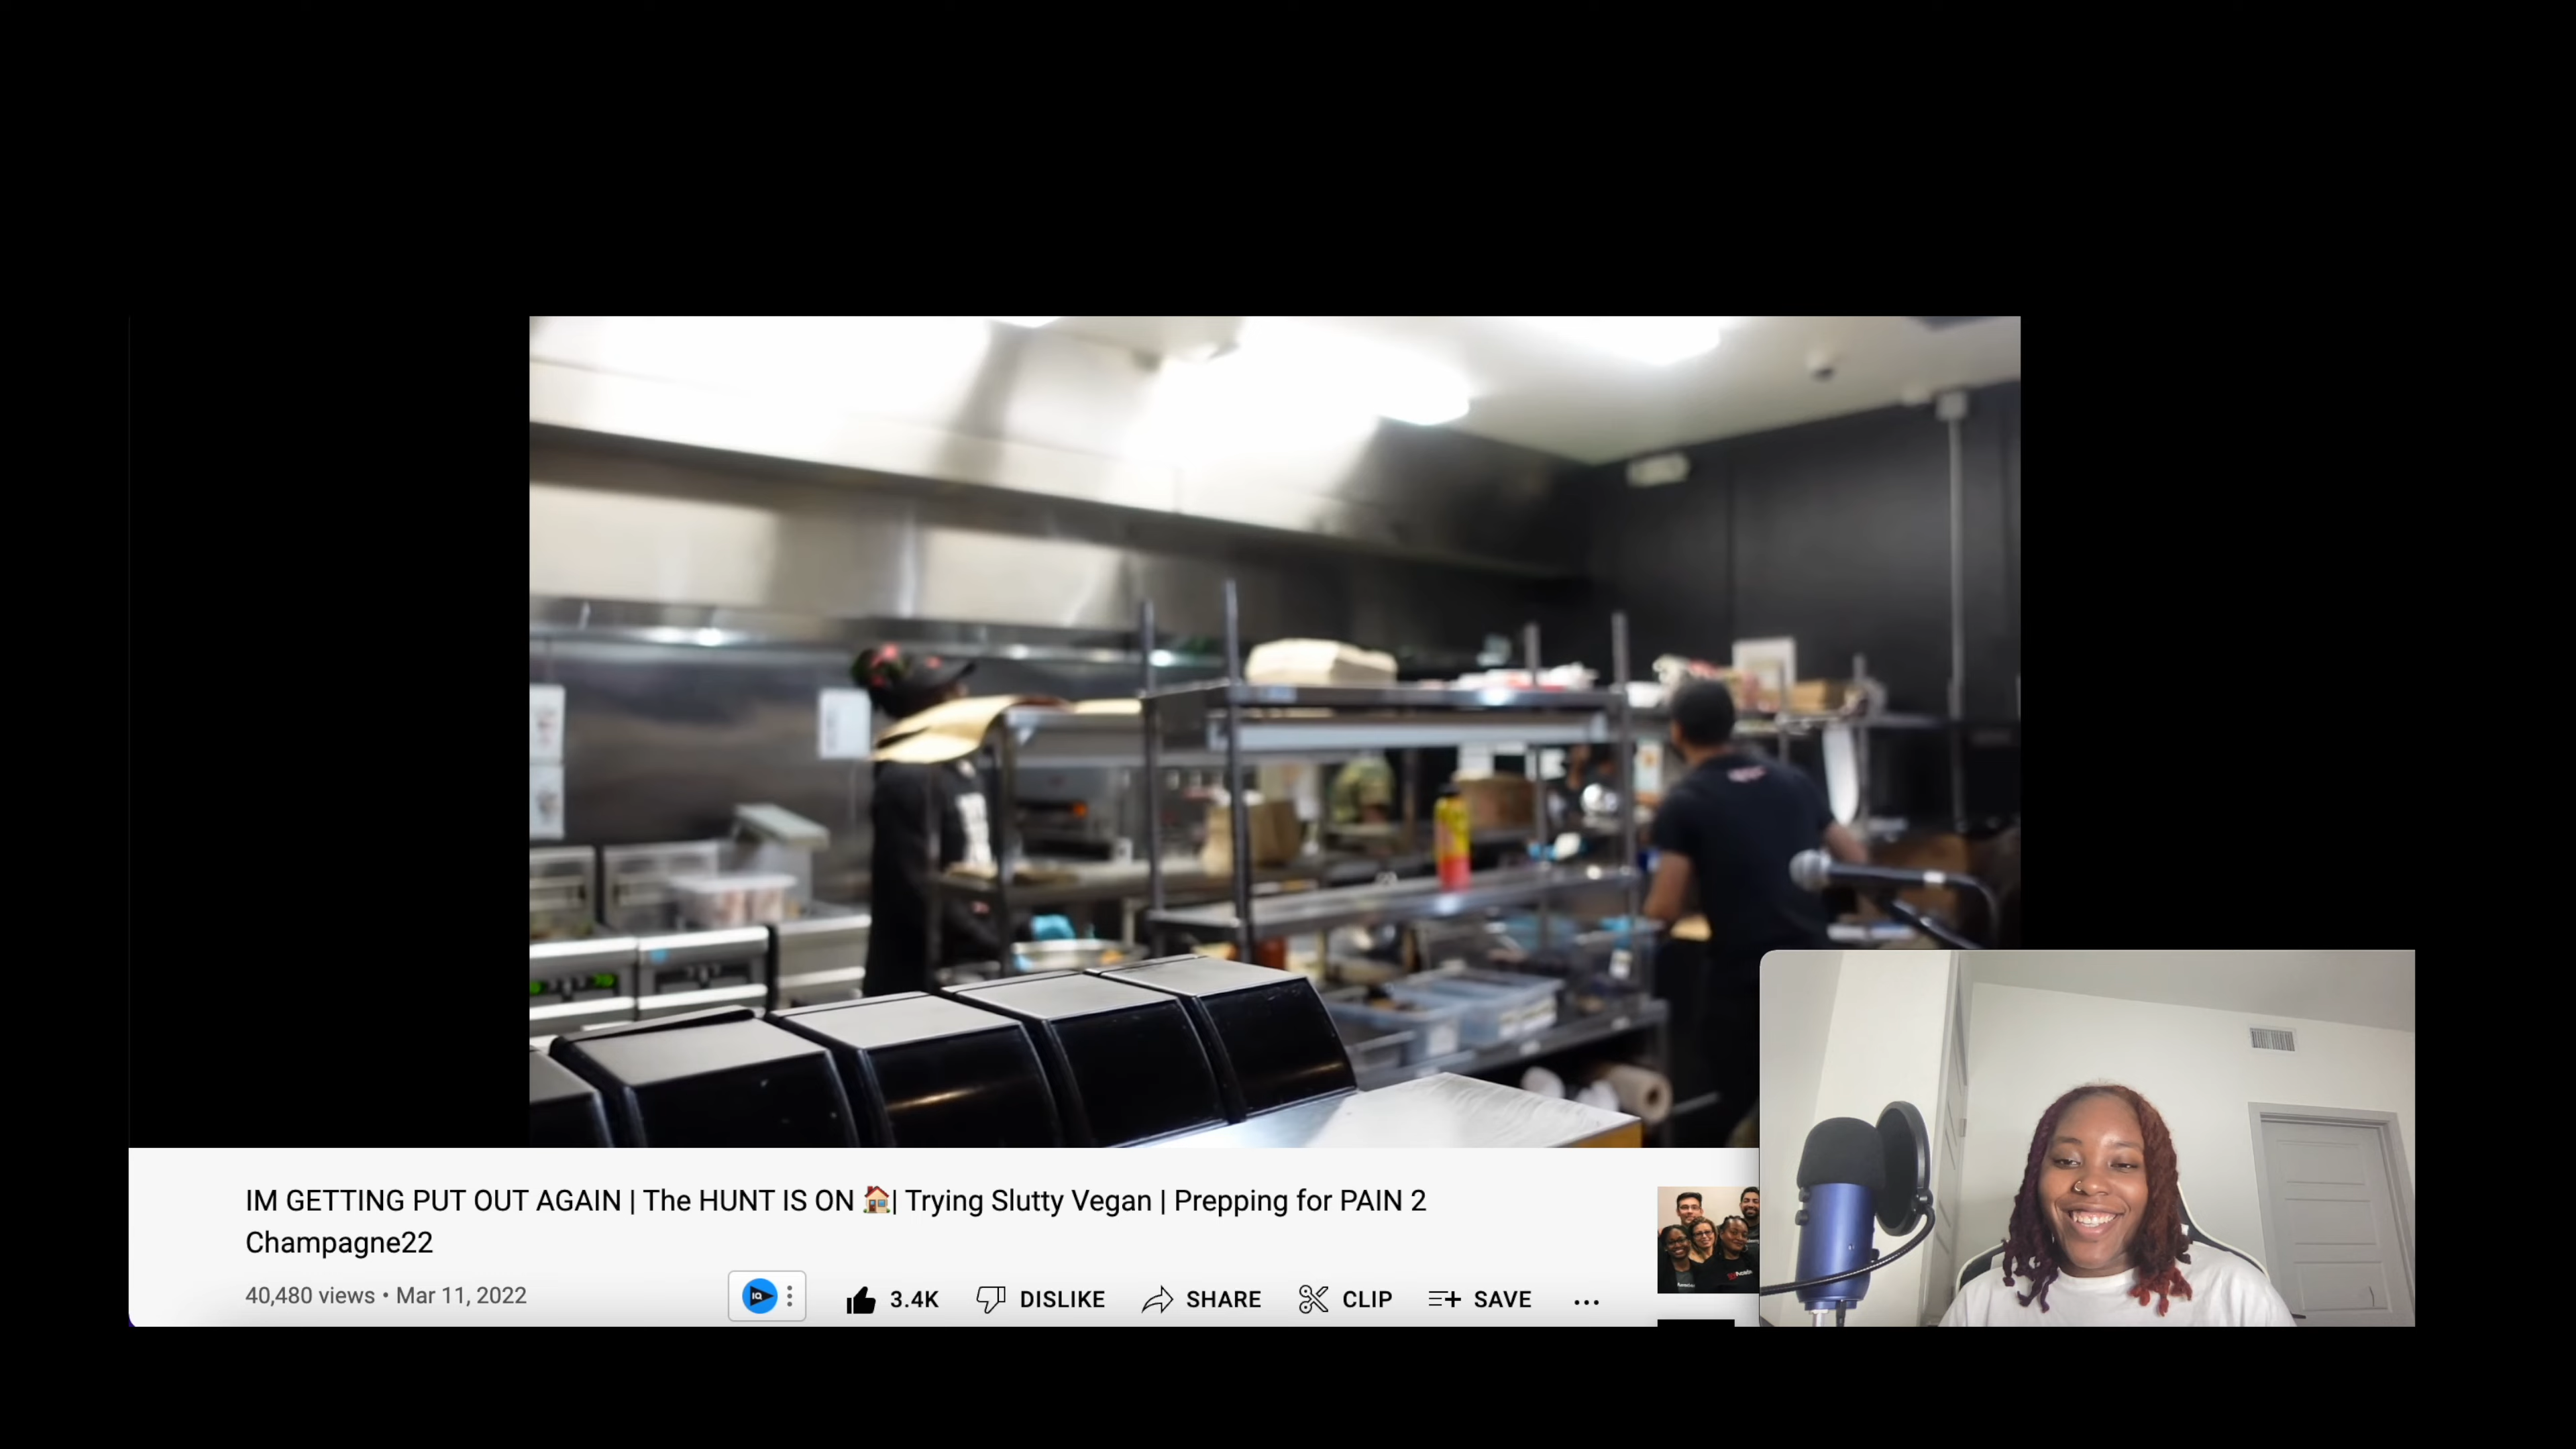 IM GETTING PUT OUT AGAIN | The HUNT IS ON 🏠| Trying Slutty Vegan | Prepping for PAIN 2
Champagne22
40,480 views • Mar 11, 2022
IQ
3.4K
DISLIKE
SHARE
CLIP
SAVE